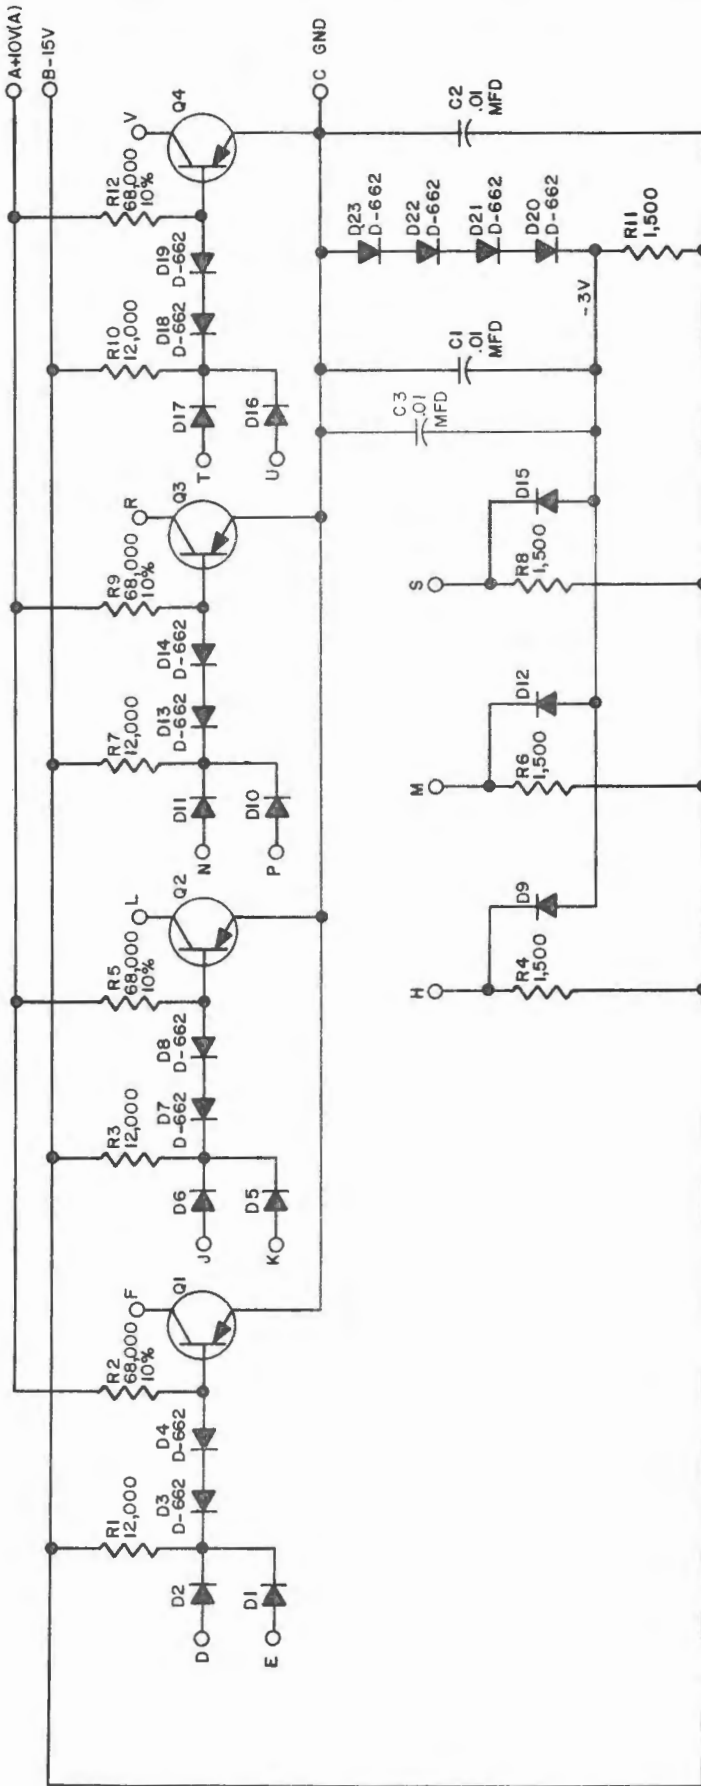 A+10V(A)
B-15V
C GND
R1
12,000
D2
D
D1
E
D3
D-662
D4
D-662
R2
68,000
10%
F
Q1
R3
12,000
D6
J
D5
K
D7
D-662
D8
D-662
R5
68,000
10%
L
Q2
R7
12,000
D11
N
D10
P
D13
D-662
D14
D-662
R9
68,000
10%
R
Q3
R10
12,000
D17
T
D16
U
D18
D-662
D19
D-662
R12
68,000
10%
V
Q4
H
R4
1,500
D9
M
R6
1,500
D12
S
R8
1,500
D15
C3
.01
MFD
C1
.01
MFD
D23
D-662
D22
D-662
D21
D-662
D20
D-662
-3V
R11
1,500
C2
.01
MFD